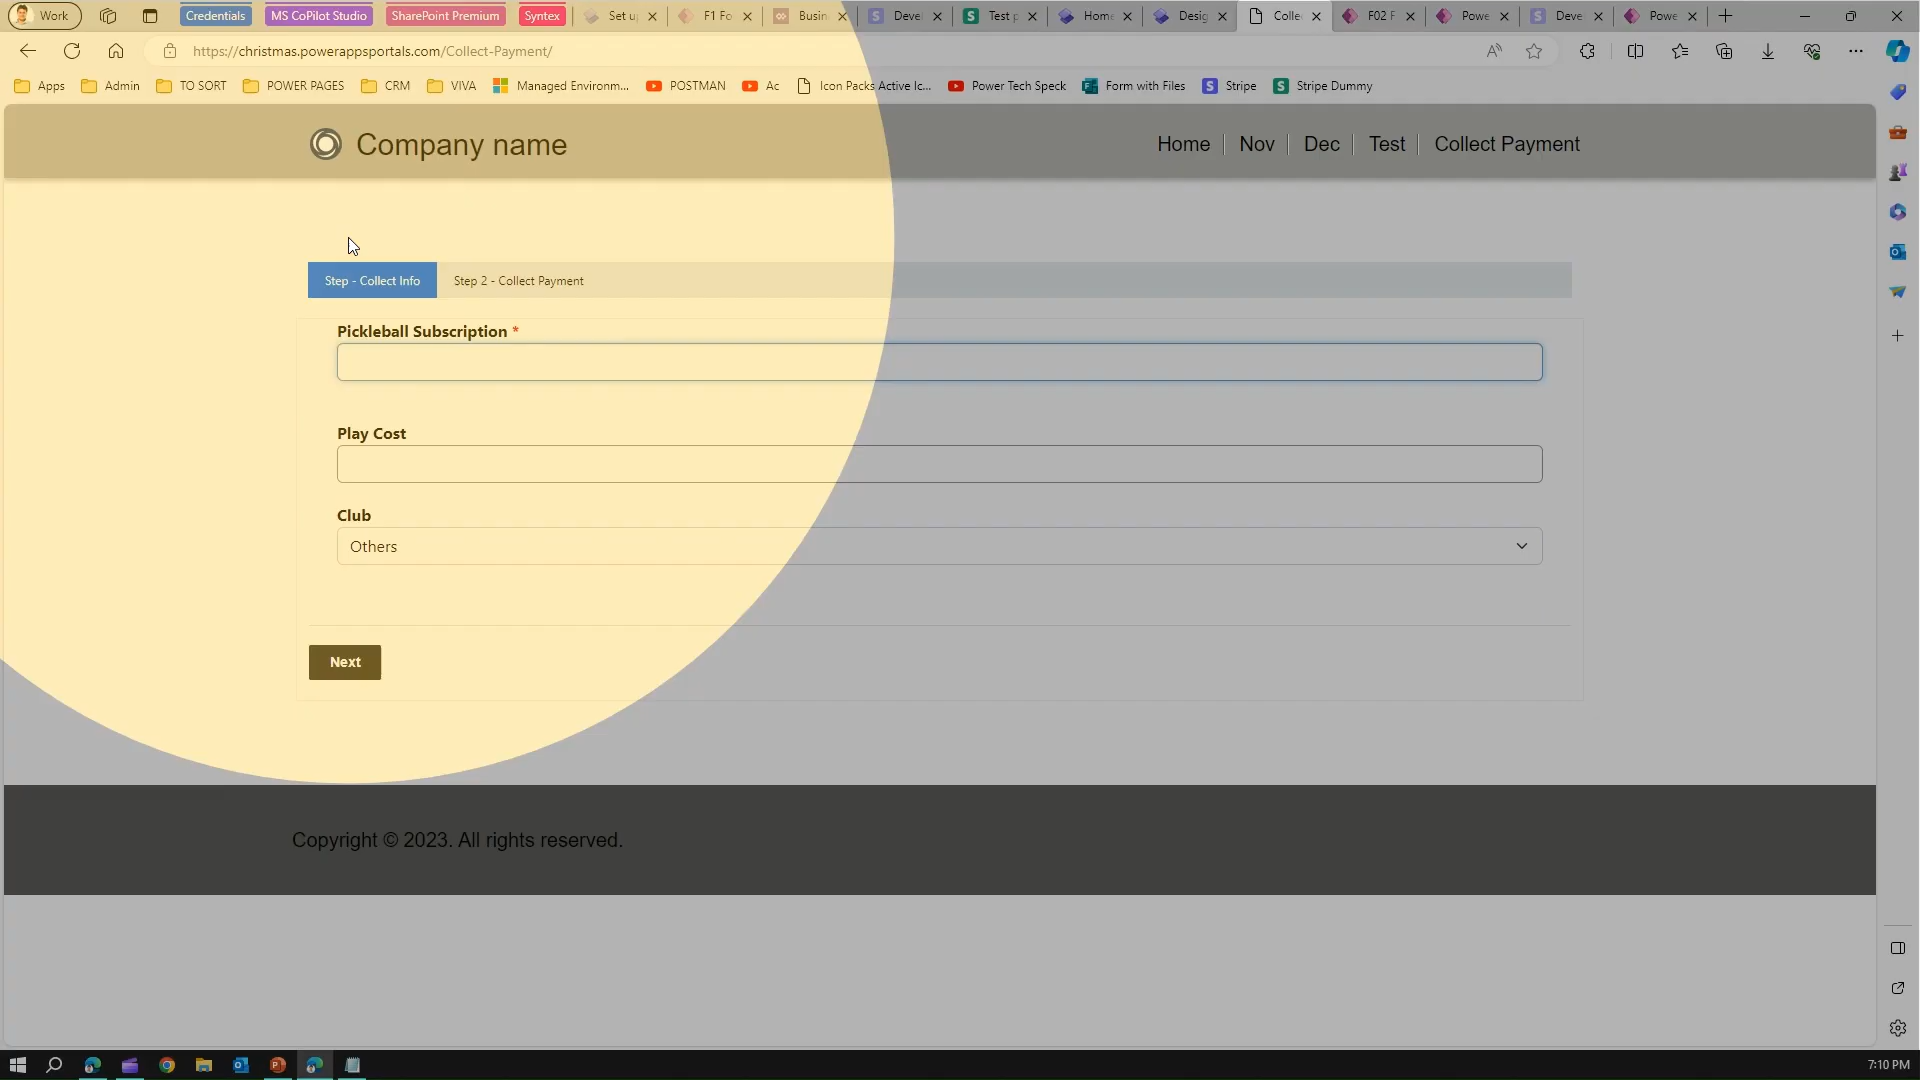 Work
Credentials
MS CoPilot Studio
SharePoint Premium
Syntex
Set u
F1 Fo
Busin
Devel
Test p
Home
Desig
Colle
F02 F
Powe
Deve
Powe
https://christmas.powerappsportals.com/Collect-Payment/
Apps
Admin
TO SORT
POWER PAGES
CRM
VIVA
Managed Environm...
POSTMAN
Ac
Icon Packs Active Ic...
Power Tech Speck
Form with Files
Stripe
Stripe Dummy
Company name
Home
Nov
Dec
Test
Collect Payment
Step - Collect Info
Step 2 - Collect Payment
Pickleball Subscription *
Play Cost
Club
Others
Next
Copyright © 2023. All rights reserved.
7:10 PM